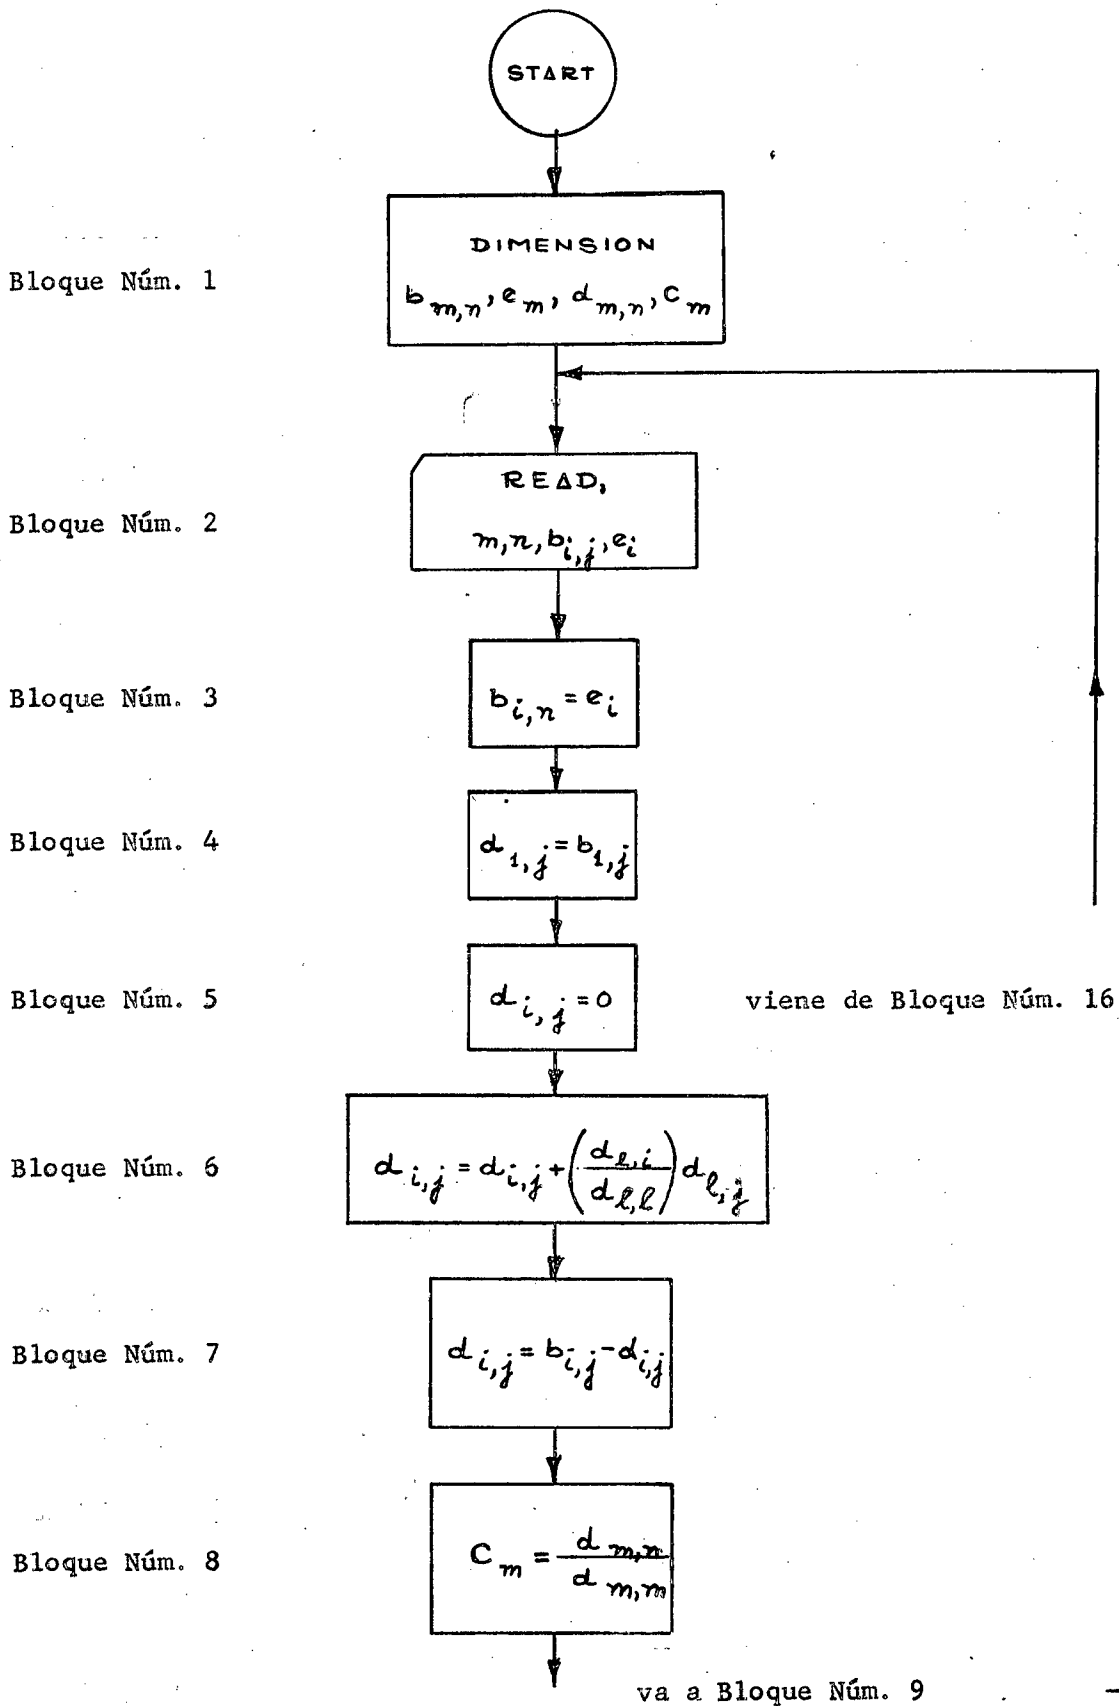 START
Bloque Núm. 1
DIMENSION
b m,n, e m, d m,n, C m
Bloque Núm. 2
READ,
m, n, b i,j, e i
Bloque Núm. 3
b i,n = e i
Bloque Núm. 4
d 1,j = b 1,j
Bloque Núm. 5
d i,j = 0
viene de Bloque Núm. 16
Bloque Núm. 6
d i,j = d i,j + (d l,i / d l,l) d l,j
Bloque Núm. 7
d i,j = b i,j - d i,j
Bloque Núm. 8
C m = d m,n / d m,m
va a Bloque Núm. 9